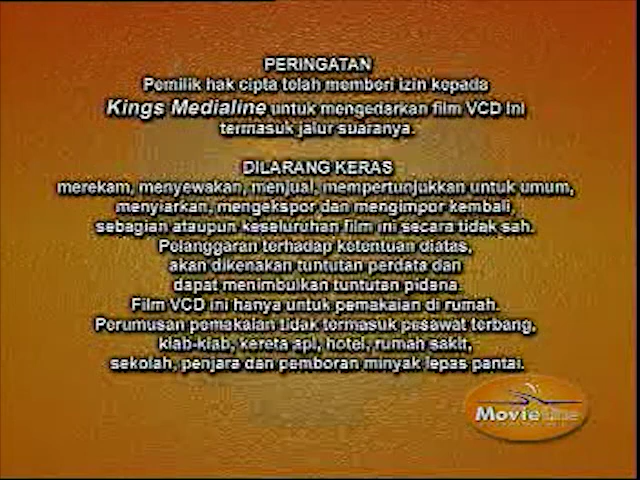 PERINGATAN
Pemilik hak cipta telah memberi izin kepada
Kings Medialine untuk mengedarkan film VCD ini
termasuk jalur suaranya.
DILARANG KERAS
merekam, menyewakan, menjual, mempertunjukkan untuk umum,
menyiarkan, mengekspor dan mengimpor kembali,
sebagian ataupun keseluruhan film ini secara tidak sah.
Pelanggaran terhadap ketentuan diatas,
akan dikenakan tuntutan perdata dan
dapat menimbulkan tuntutan pidana.
Film VCD ini hanya untuk pemakaian di rumah.
Perumusan pemakaian tidak termasuk pesawat terbang,
klab-klab, kereta api, hotel, rumah sakit,
sekolah, penjara dan pemboran minyak lepas pantai.
Movieline